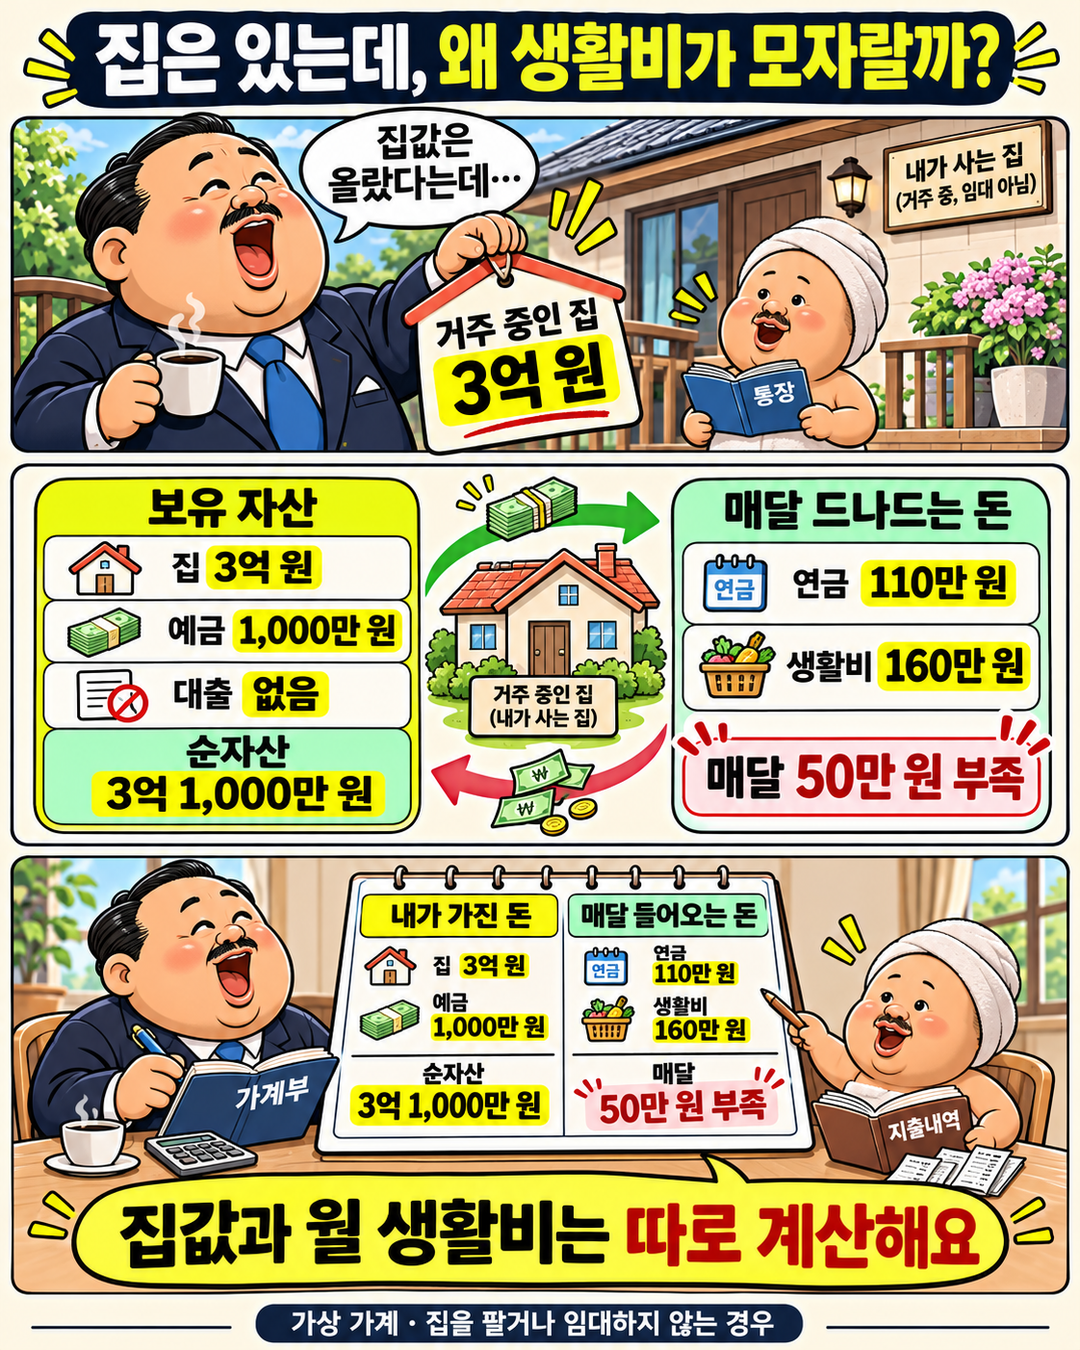 집은 있는데, 왜 생활비가 모자랄까?
집값은
올랐다는데…
내가 사는 집
(거주 중, 임대 아님)
거주 중인 집
3억 원
통장
보유 자산
집 3억 원
예금 1,000만 원
대출 없음
순자산
3억 1,000만 원
거주 중인 집
(내가 사는 집)
₩
₩
매달 드나드는 돈
연금
연금 110만 원
생활비 160만 원
매달 50만 원 부족
가계부
내가 가진 돈
집 3억 원
예금
1,000만 원
순자산
3억 1,000만 원
매달 들어오는 돈
연금
연금
110만 원
생활비
160만 원
매달
50만 원 부족
지출내역
집값과 월 생활비는 따로 계산해요
가상 가계 · 집을 팔거나 임대하지 않는 경우